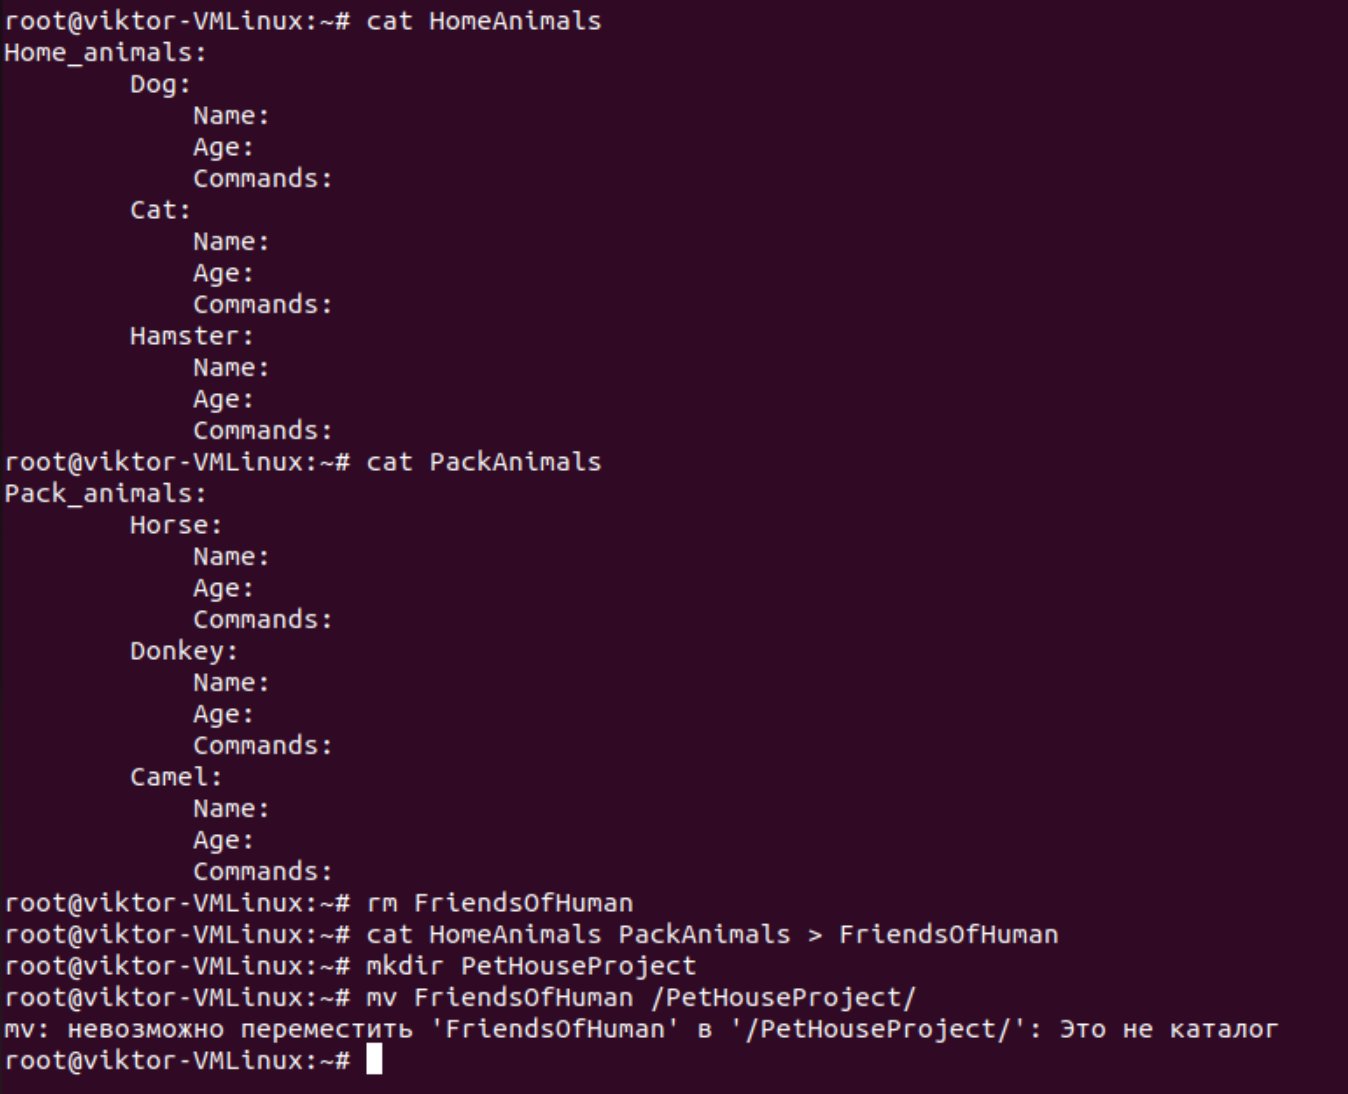 root@viktor-VMLinux:~# cat HomeAnimals
Home_animals:
        Dog:
            Name:
            Age:
            Commands:
        Cat:
            Name:
            Age:
            Commands:
        Hamster:
            Name:
            Age:
            Commands:
root@viktor-VMLinux:~# cat PackAnimals
Pack_animals:
        Horse:
            Name:
            Age:
            Commands:
        Donkey:
            Name:
            Age:
            Commands:
        Camel:
            Name:
            Age:
            Commands:
root@viktor-VMLinux:~# rm FriendsOfHuman
root@viktor-VMLinux:~# cat HomeAnimals PackAnimals > FriendsOfHuman
root@viktor-VMLinux:~# mkdir PetHouseProject
root@viktor-VMLinux:~# mv FriendsOfHuman /PetHouseProject/
mv: невозможно переместить 'FriendsOfHuman' в '/PetHouseProject/': Это не каталог
root@viktor-VMLinux:~#